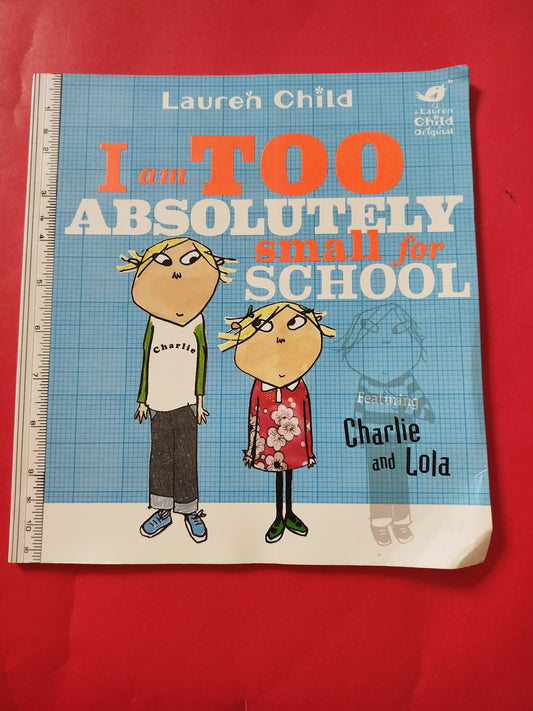 Lauren Child
A Lauren
Child
Original
I am TOO
ABSOLUTELY
small for
SCHOOL
Charlie
Featuring
Charlie
and Lola